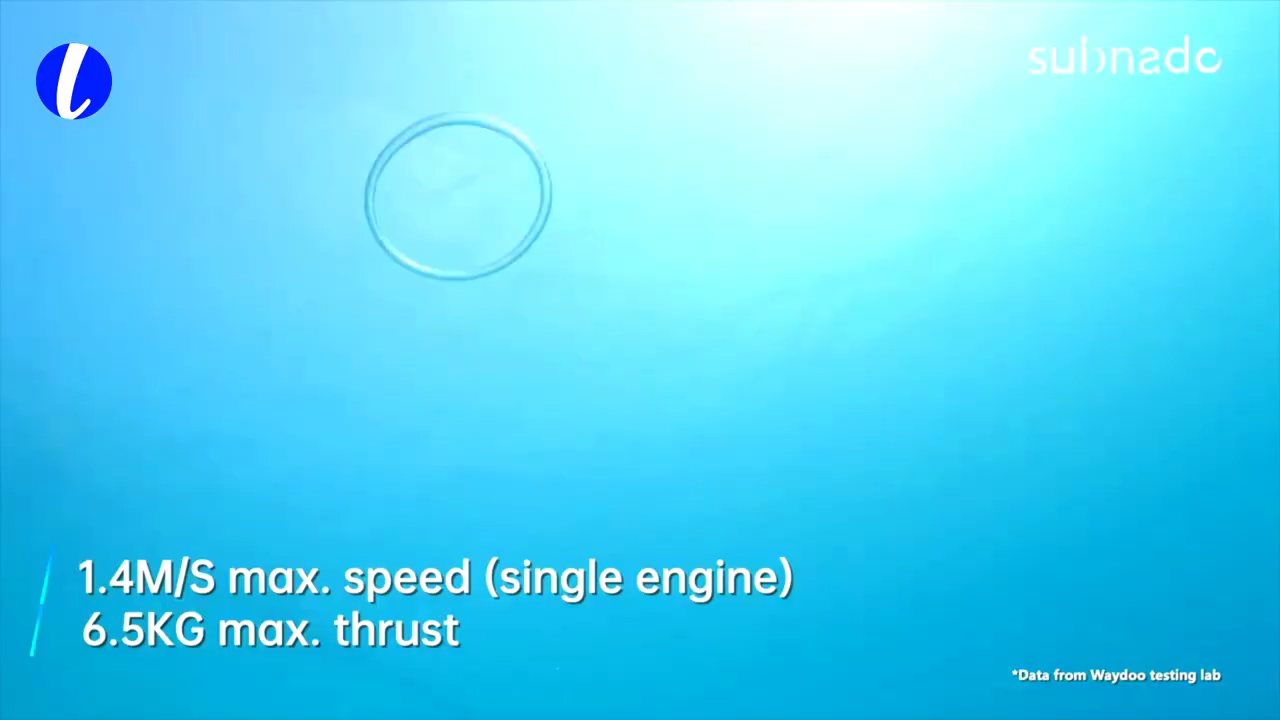 subnado
1.4M/S max. speed (single engine)
6.5KG max. thrust
*Data from Waydoo testing lab